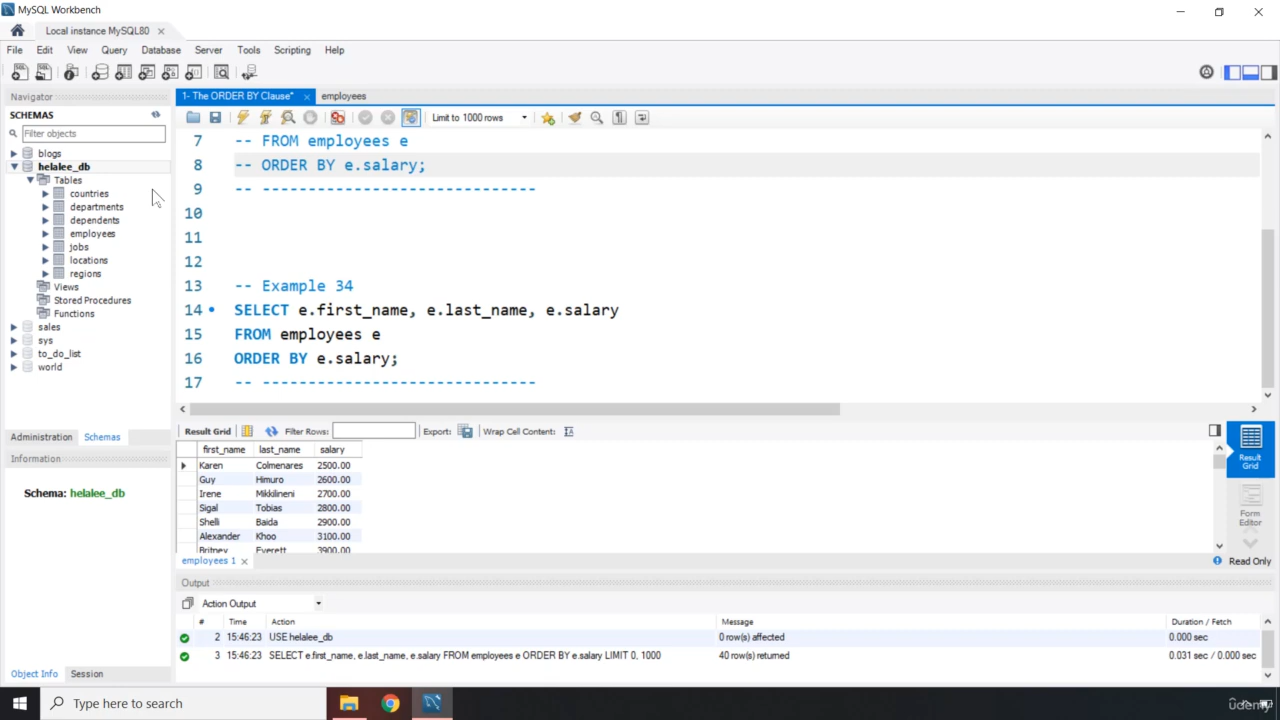 MySQL Workbench
Local instance MySQL80
File Edit View Query Database Server Tools Scripting Help
Navigator
SCHEMAS
Filter objects
blogs
helalee_db
Tables
countries
departments
dependents
employees
jobs
locations
regions
Views
Stored Procedures
Functions
sales
sys
to_do_list
world
Administration Schemas
Information
Schema: helalee_db
Object Info Session
1- The ORDER BY Clause* employees
Limit to 1000 rows
7 -- FROM employees e
8 -- ORDER BY e.salary;
9 -- ------------------------------
10
11
12
13 -- Example 34
14 SELECT e.first_name, e.last_name, e.salary
15 FROM employees e
16 ORDER BY e.salary;
17 -- ------------------------------
Result Grid Filter Rows: Export: Wrap Cell Content:
first_name last_name salary
Karen Colmenares 2500.00
Guy Himuro 2600.00
Irene Mikkilineni 2700.00
Sigal Tobias 2800.00
Shelli Baida 2900.00
Alexander Khoo 3100.00
Britney Everett 3900.00
Result Grid
Form Editor
employees 1
Read Only
Output
Action Output
# Time Action Message Duration / Fetch
2 15:46:23 USE helalee_db 0 row(s) affected 0.000 sec
3 15:46:23 SELECT e.first_name, e.last_name, e.salary FROM employees e ORDER BY e.salary LIMIT 0, 1000 40 row(s) returned 0.031 sec / 0.000 sec
Type here to search
udemy